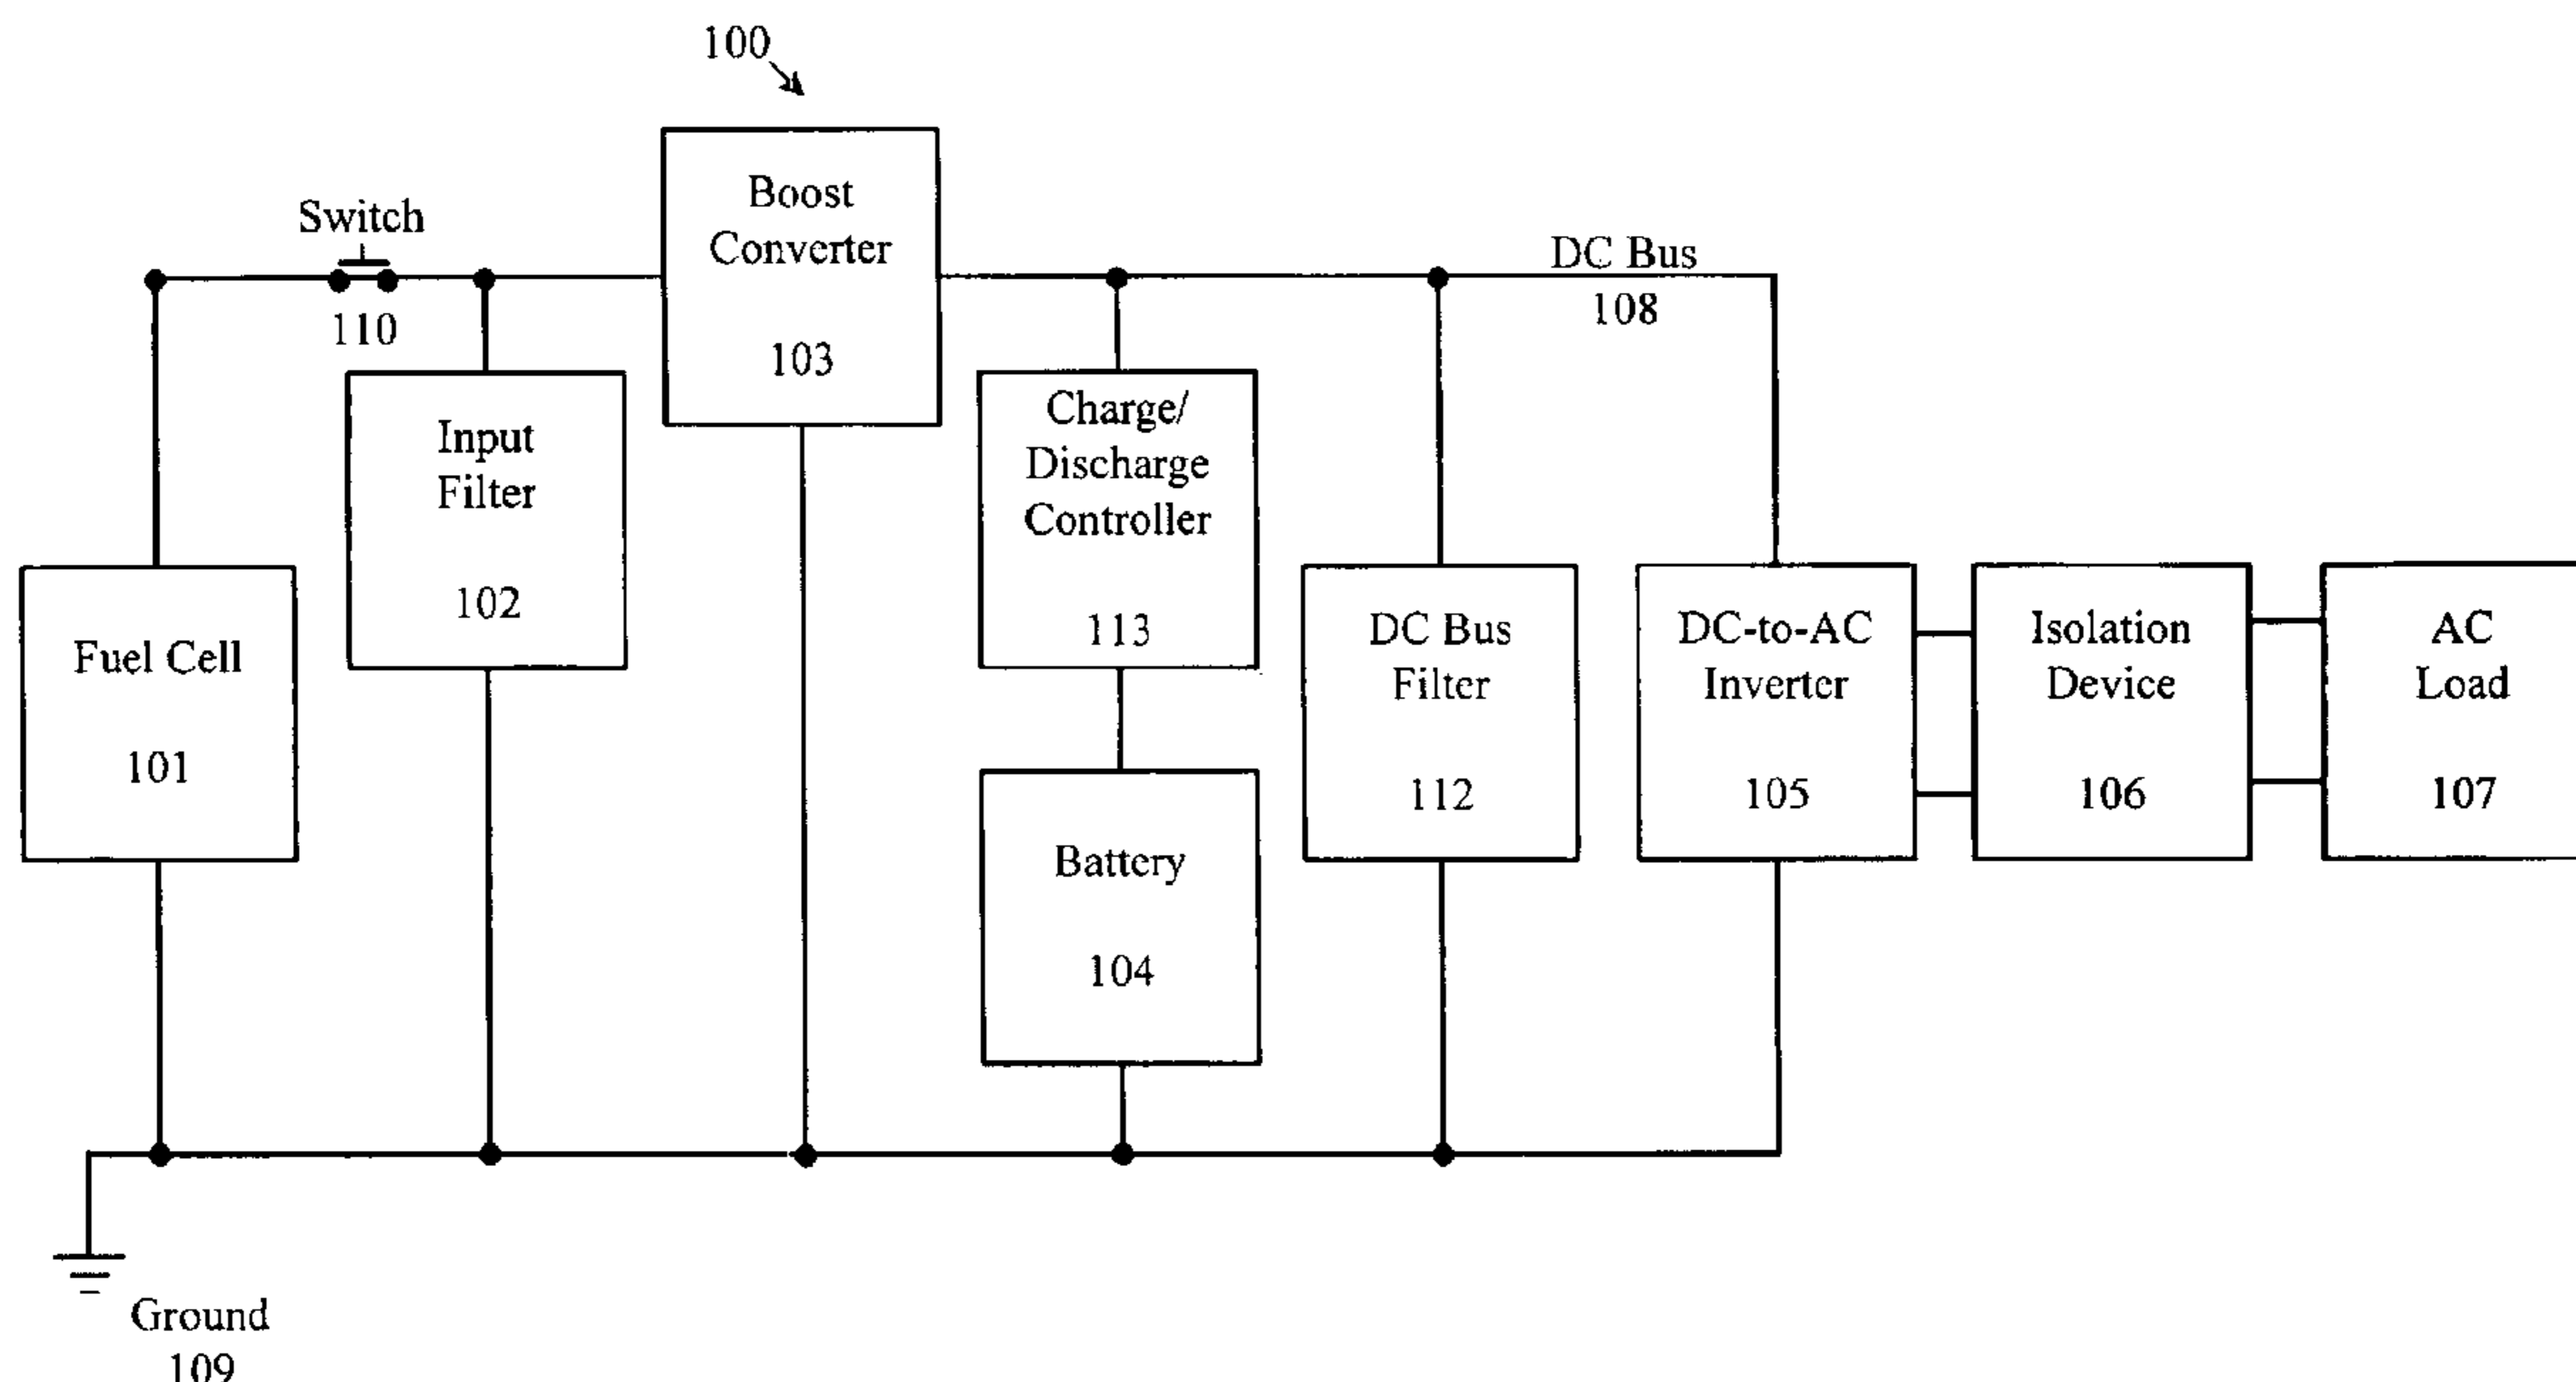 100
Switch
110
Boost
Converter
103
DC Bus
108
Input
Filter
102
Charge/
Discharge
Controller
113
Fuel Cell
101
Battery
104
DC Bus
Filter
112
DC-to-AC
Inverter
105
Isolation
Device
106
AC
Load
107
Ground
109